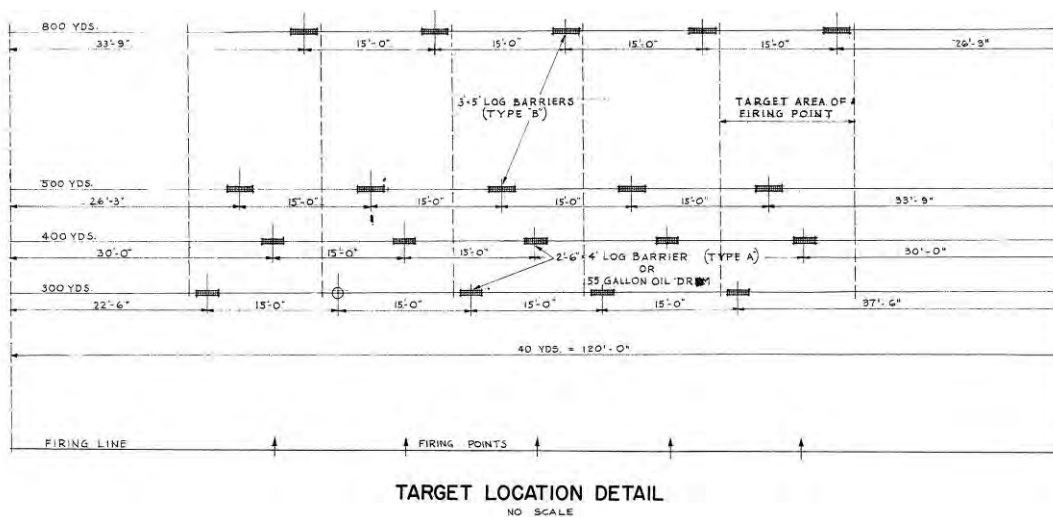 800 YDS.
33'-9" 15'-0" 15'-0" 15'-0" 15'-0" 26'-3"
3'×5' LOG BARRIERS
(TYPE "B")
TARGET AREA OF
FIRING POINT
500 YDS.
26'-3" 15'-0" 15'-0" 15'-0" 15'-0" 33'-9"
400 YDS.
30'-0" 15'-0" 15'-0" 30'-0"
2'-6"×4' LOG BARRIER (TYPE A)
OR
55 GALLON OIL DRUM
300 YDS.
22'-6" 15'-0" 15'-0" 15'-0" 15'-0" 37'-6"
40 YDS. = 120'-0"
FIRING LINE FIRING POINTS
TARGET LOCATION DETAIL
NO SCALE